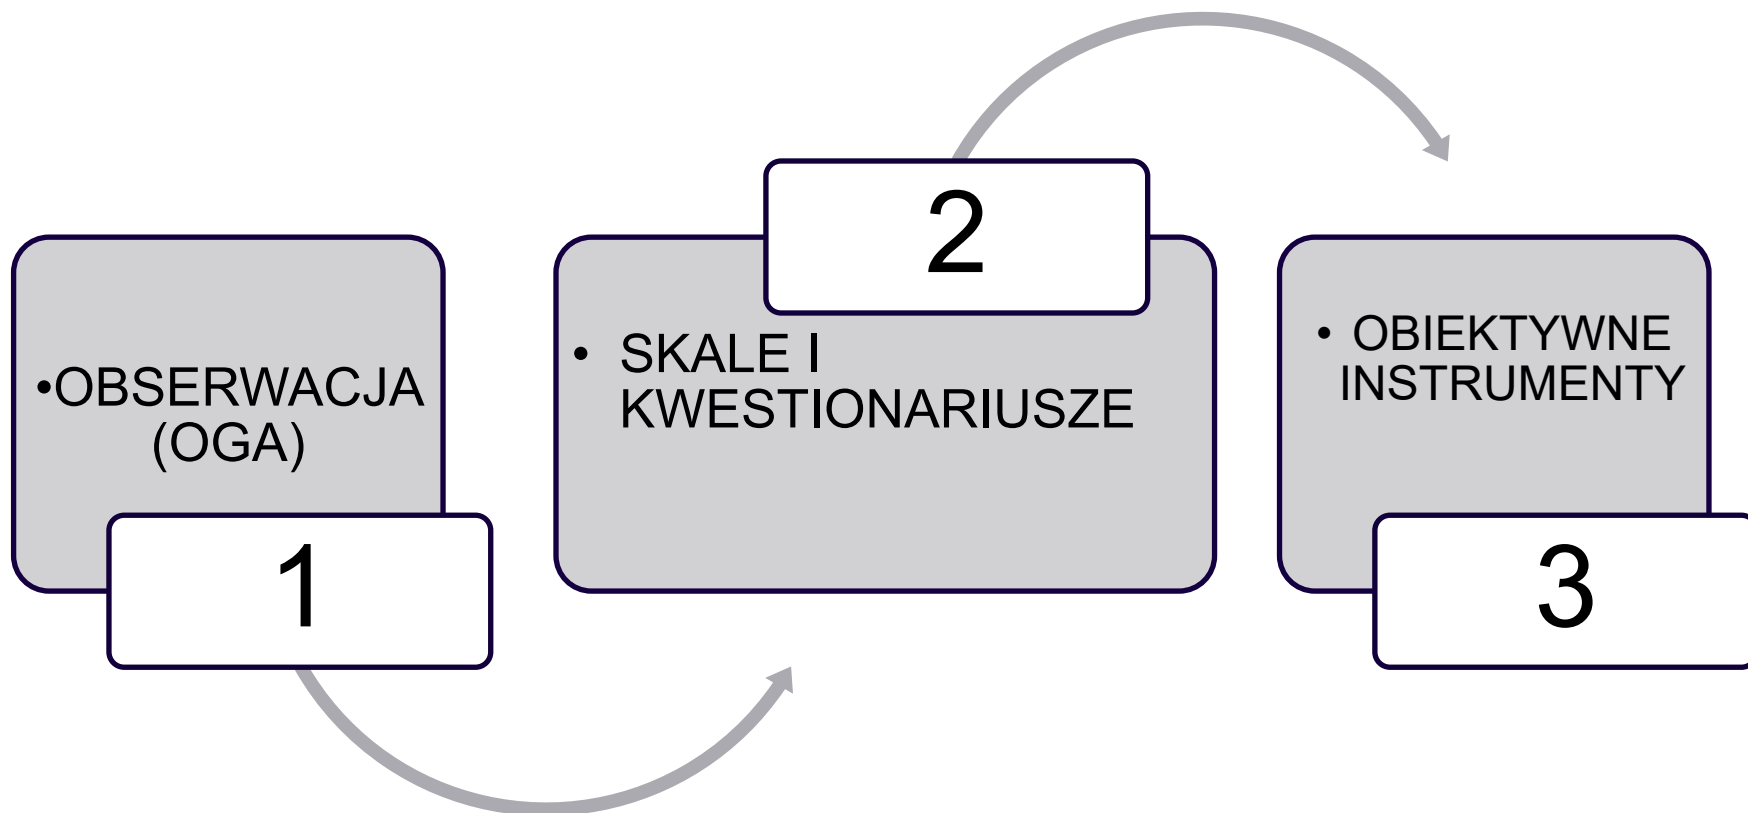 •OBSERWACJA
(OGA)
1
2
• SKALE I
KWESTIONARIUSZE
• OBIEKTYWNE
INSTRUMENTY
3